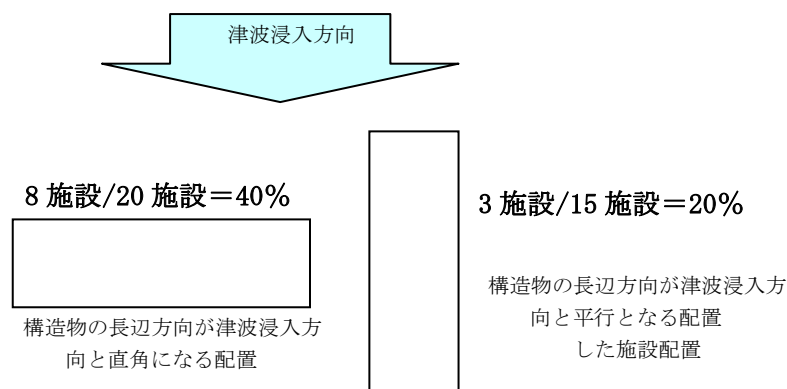 津波浸入方向
8 施設/20 施設＝40％
3 施設/15 施設＝20％
構造物の長辺方向が津波浸入方
向と直角になる配置
構造物の長辺方向が津波浸入方
向と平行となる配置
した施設配置